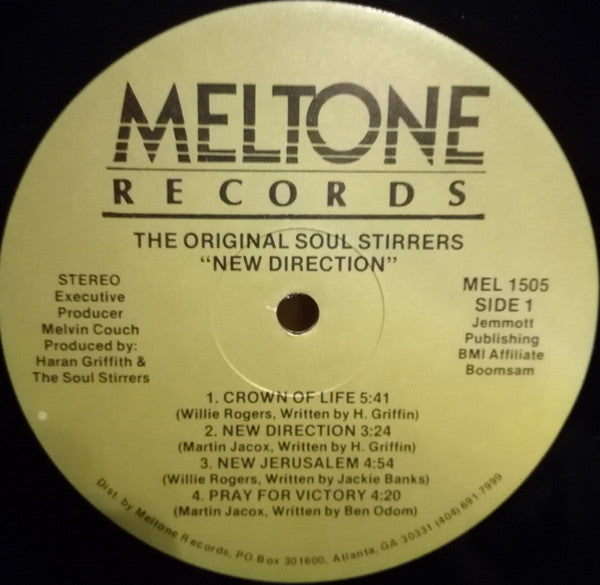 MELTONE
RECORDS
THE ORIGINAL SOUL STIRRERS
"NEW DIRECTION"
STEREO
Executive
Producer
Melvin Couch
Produced by:
Haran Griffith &
The Soul Stirrers
MEL 1505
SIDE 1
Jemmott
Publishing
BMI Affiliate
Boomsam
1. CROWN OF LIFE 5:41
(Willie Rogers, Written by H. Griffin)
2. NEW DIRECTION 3:24
(Martin Jacox, Written by H. Griffin)
3. NEW JERUSALEM 4:54
(Willie Rogers, Written by Jackie Banks)
4. PRAY FOR VICTORY 4:20
(Martin Jacox, Written by Ben Odom)
Dist. by Meltone Records, PO Box 301600, Atlanta, GA 30331 (404) 691-7999